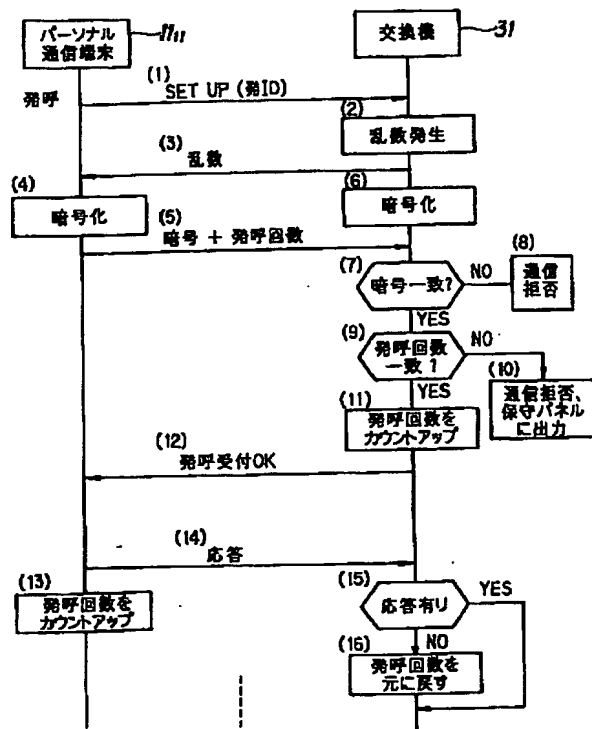 パーソナル
通信端末
1711
交換機
31
発呼
(1)
SET UP (発ID)
(2)
乱数発生
(3)
乱数
(4)
暗号化
(5)
暗号 + 発呼回数
(6)
暗号化
(7)
暗号一致?
NO
(8)
通信
拒否
YES
(9)
発呼回数
一致?
NO
(10)
通信拒否、
保守パネル
に出力
YES
(11)
発呼回数を
カウントアップ
(12)
発呼受付OK
(14)
応答
(13)
発呼回数を
カウントアップ
(15)
応答有り
YES
NO
(16)
発呼回数を
元に戻す